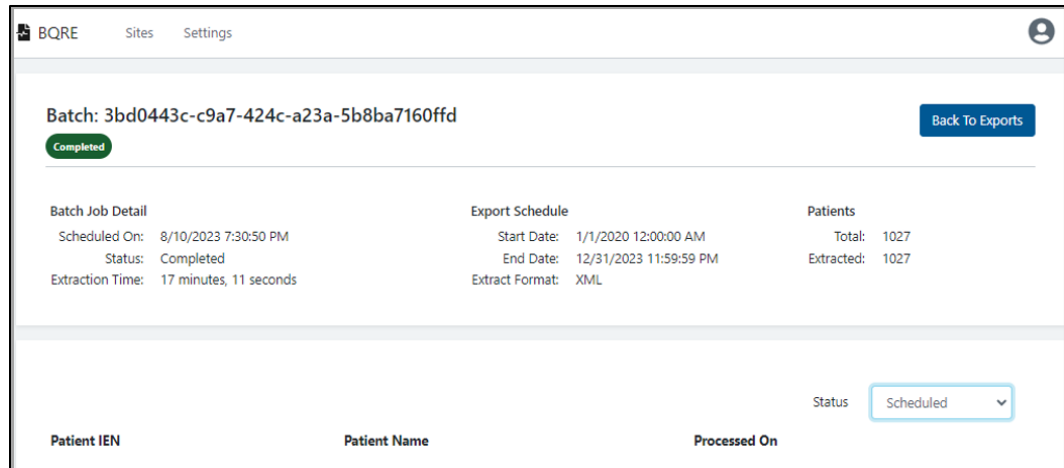 BQRE Sites Settings
Batch: 3bd0443c-c9a7-424c-a23a-5b8ba7160ffd
Back To Exports
Completed
Batch Job Detail
Scheduled On: 8/10/2023 7:30:50 PM
Status: Completed
Extraction Time: 17 minutes, 11 seconds
Export Schedule
Start Date: 1/1/2020 12:00:00 AM
End Date: 12/31/2023 11:59:59 PM
Extract Format: XML
Patients
Total: 1027
Extracted: 1027
Status Scheduled
Patient IEN Patient Name Processed On